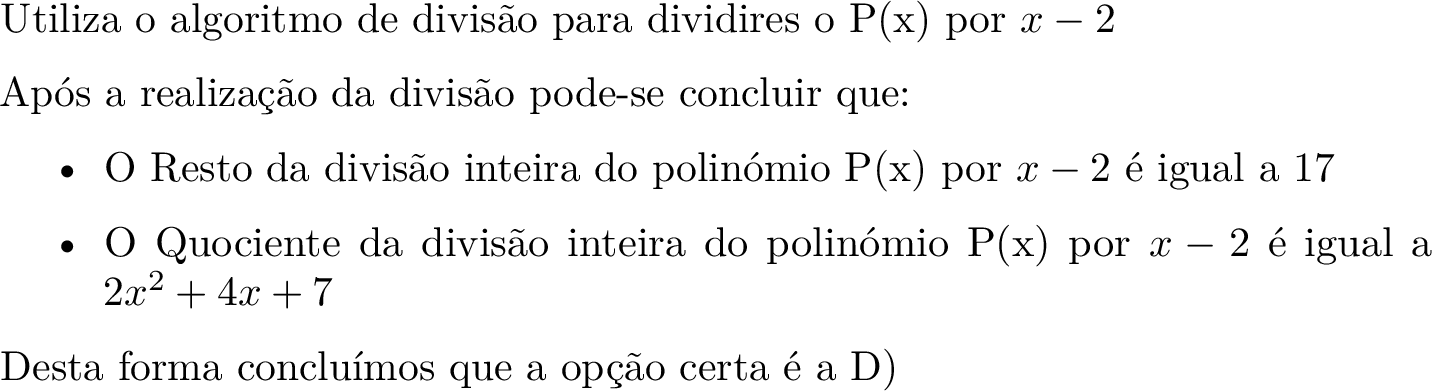 Utiliza o algoritmo de divisão para dividires o P(x) por $x - 2$
Após a realização da divisão pode-se concluir que:
• O Resto da divisão inteira do polinómio P(x) por $x - 2$ é igual a 17
• O Quociente da divisão inteira do polinómio P(x) por $x - 2$ é igual a
$2x^2 + 4x + 7$
Desta forma concluímos que a opção certa é a D)